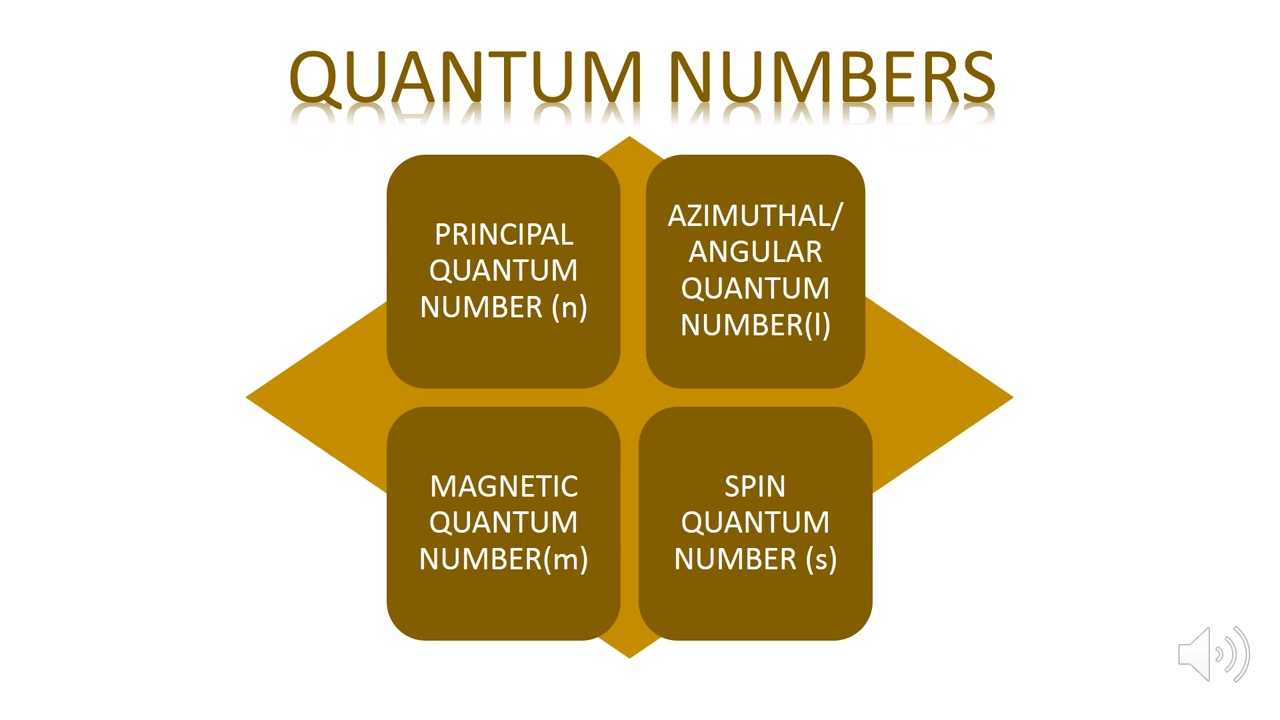 QUANTUM NUMBERS
PRINCIPAL
QUANTUM
NUMBER (n)
AZIMUTHAL/
ANGULAR
QUANTUM
NUMBER(l)
MAGNETIC
QUANTUM
NUMBER(m)
SPIN
QUANTUM
NUMBER (s)